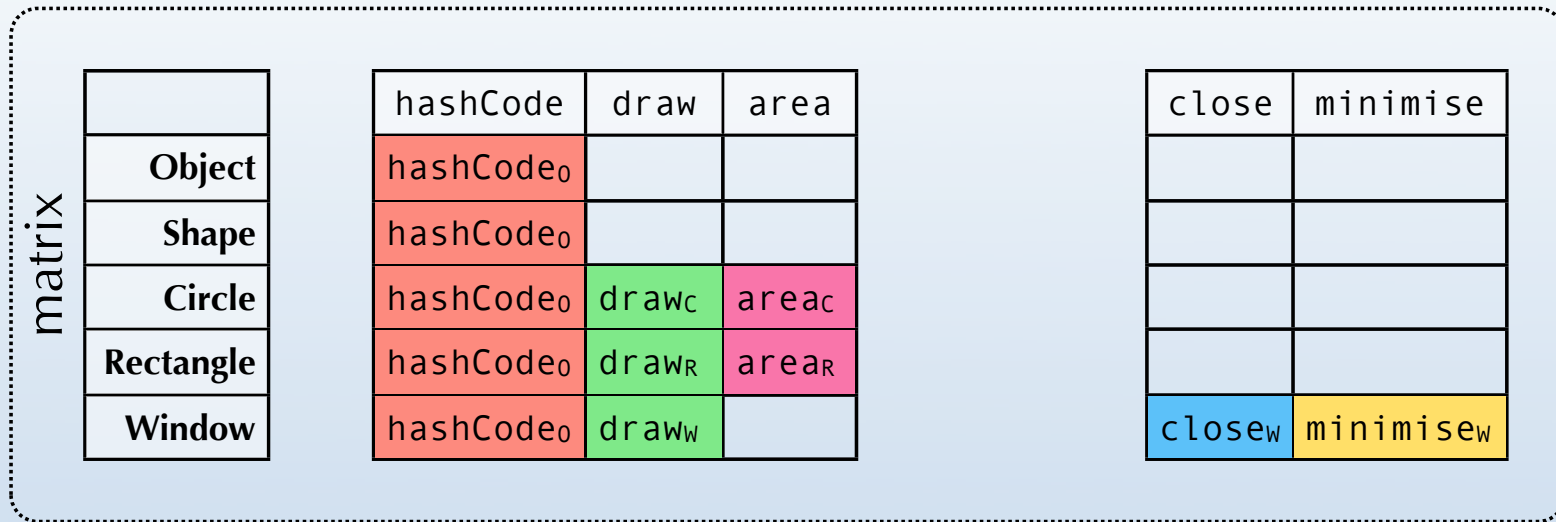 matrix
hashCode draw area close minimise
Object hashCodeO
Shape hashCodeO
Circle hashCodeO drawC areaC
Rectangle hashCodeO drawR areaR
Window hashCodeO drawW closeW minimiseW